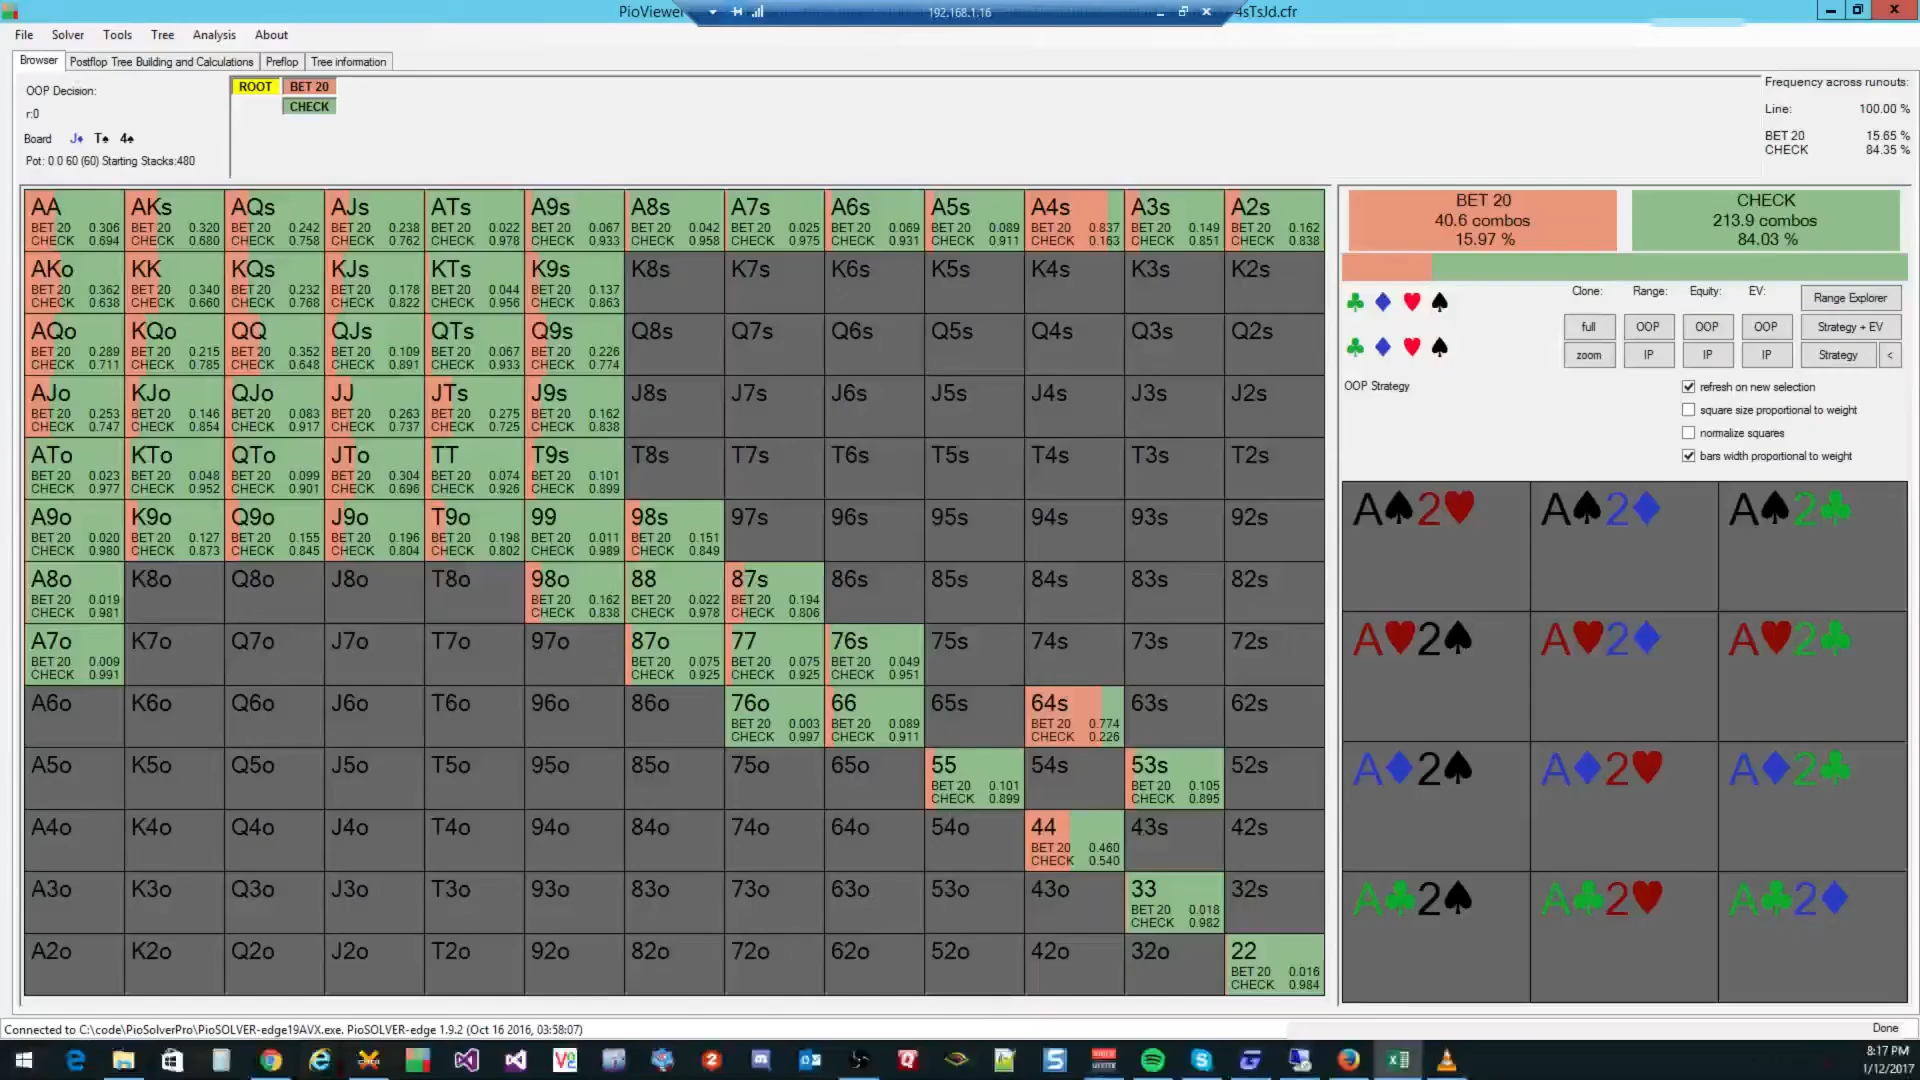 PioViewer
192.168.1.16
4sTsJd.cfr
File Solver Tools Tree Analysis About
Browser Postflop Tree Building and Calculations Preflop Tree information
OOP Decision:
r:0
Board J♦ T♠ 4♠
Pot: 0 0 60 (60) Starting Stacks:480
ROOT BET 20
CHECK
Frequency across runouts:
Line: 100.00 %
BET 20 15.65 %
CHECK 84.35 %
AA AKs AQs AJs ATs A9s A8s A7s A6s A5s A4s A3s A2s
BET 20 0.306 BET 20 0.320 BET 20 0.242 BET 20 0.238 BET 20 0.022 BET 20 0.067 BET 20 0.042 BET 20 0.025 BET 20 0.069 BET 20 0.089 BET 20 0.837 BET 20 0.149 BET 20 0.162
CHECK 0.694 CHECK 0.680 CHECK 0.758 CHECK 0.762 CHECK 0.978 CHECK 0.933 CHECK 0.958 CHECK 0.975 CHECK 0.931 CHECK 0.911 CHECK 0.163 CHECK 0.851 CHECK 0.838
AKo KK KQs KJs KTs K9s K8s K7s K6s K5s K4s K3s K2s
BET 20 0.362 BET 20 0.340 BET 20 0.232 BET 20 0.178 BET 20 0.044 BET 20 0.137
CHECK 0.638 CHECK 0.660 CHECK 0.768 CHECK 0.822 CHECK 0.956 CHECK 0.863
AQo KQo QQ QJs QTs Q9s Q8s Q7s Q6s Q5s Q4s Q3s Q2s
BET 20 0.289 BET 20 0.215 BET 20 0.352 BET 20 0.109 BET 20 0.067 BET 20 0.226
CHECK 0.711 CHECK 0.785 CHECK 0.648 CHECK 0.891 CHECK 0.933 CHECK 0.774
AJo KJo QJo JJ JTs J9s J8s J7s J6s J5s J4s J3s J2s
BET 20 0.253 BET 20 0.146 BET 20 0.083 BET 20 0.263 BET 20 0.275 BET 20 0.162
CHECK 0.747 CHECK 0.854 CHECK 0.917 CHECK 0.737 CHECK 0.725 CHECK 0.838
ATo KTo QTo JTo TT T9s T8s T7s T6s T5s T4s T3s T2s
BET 20 0.023 BET 20 0.048 BET 20 0.099 BET 20 0.304 BET 20 0.074 BET 20 0.101
CHECK 0.977 CHECK 0.952 CHECK 0.901 CHECK 0.696 CHECK 0.926 CHECK 0.899
A9o K9o Q9o J9o T9o 99 98s 97s 96s 95s 94s 93s 92s
BET 20 0.020 BET 20 0.127 BET 20 0.155 BET 20 0.196 BET 20 0.198 BET 20 0.011 BET 20 0.151
CHECK 0.980 CHECK 0.873 CHECK 0.845 CHECK 0.804 CHECK 0.802 CHECK 0.989 CHECK 0.849
A8o K8o Q8o J8o T8o 98o 88 87s 86s 85s 84s 83s 82s
BET 20 0.019 BET 20 0.162 BET 20 0.022 BET 20 0.194
CHECK 0.981 CHECK 0.838 CHECK 0.978 CHECK 0.806
A7o K7o Q7o J7o T7o 97o 87o 77 76s 75s 74s 73s 72s
BET 20 0.009 BET 20 0.075 BET 20 0.075 BET 20 0.049
CHECK 0.991 CHECK 0.925 CHECK 0.925 CHECK 0.951
A6o K6o Q6o J6o T6o 96o 86o 76o 66 65s 64s 63s 62s
BET 20 0.003 BET 20 0.089 BET 20 0.774
CHECK 0.997 CHECK 0.911 CHECK 0.226
A5o K5o Q5o J5o T5o 95o 85o 75o 65o 55 54s 53s 52s
BET 20 0.101 BET 20 0.105
CHECK 0.899 CHECK 0.895
A4o K4o Q4o J4o T4o 94o 84o 74o 64o 54o 44 43s 42s
BET 20 0.460
CHECK 0.540
A3o K3o Q3o J3o T3o 93o 83o 73o 63o 53o 43o 33 32s
BET 20 0.018
CHECK 0.982
A2o K2o Q2o J2o T2o 92o 82o 72o 62o 52o 42o 32o 22
BET 20 0.016
CHECK 0.984
BET 20 CHECK
40.6 combos 213.9 combos
15.97 % 84.03 %
♣ ♦ ♥ ♠
♣ ♦ ♥ ♠
Clone: Range: Equity: EV: Range Explorer
full OOP OOP OOP Strategy + EV
zoom IP IP IP Strategy <
OOP Strategy
refresh on new selection
square size proportional to weight
normalize squares
bars width proportional to weight
A♠2♥ A♠2♦ A♠2♣
A♥2♠ A♥2♦ A♥2♣
A♦2♠ A♦2♥ A♦2♣
A♣2♠ A♣2♥ A♣2♦
Connected to C:\code\PioSolverPro\PioSOLVER-edge19AVX.exe. PioSOLVER-edge 1.9.2 (Oct 16 2016, 03:58:07)
Done
8:17 PM
1/12/2017